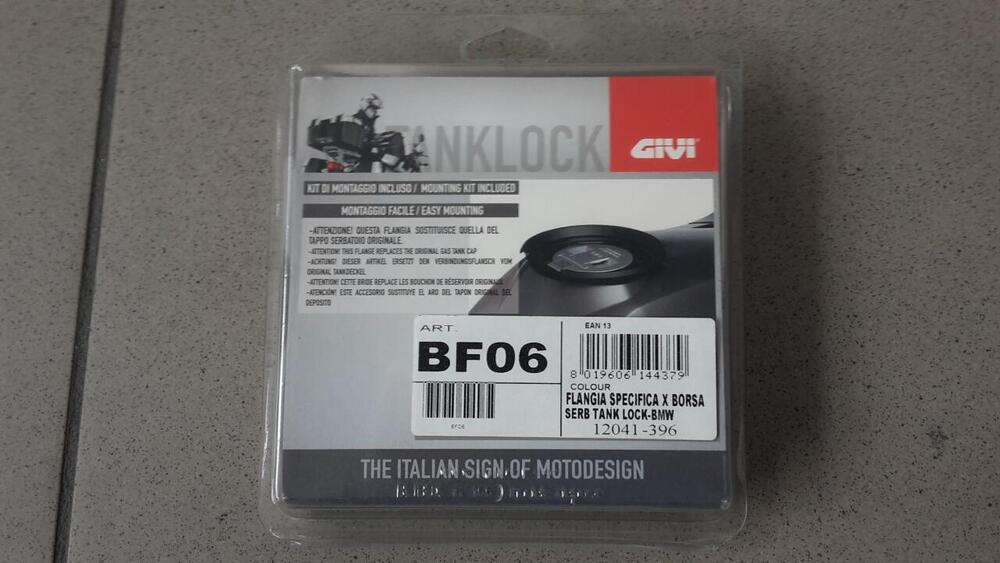 TANKLOCK
GIVI
KIT DI MONTAGGIO INCLUSO / MOUNTING KIT INCLUDED
MONTAGGIO FACILE / EASY MOUNTING
-ATTENZIONE! QUESTA FLANGIA SOSTITUISCE QUELLA DEL
TAPPO SERBATOIO ORIGINALE.
-ATTENTION! THIS FLANGE REPLACES THE ORIGINAL GAS TANK CAP
-ACHTUNG! DIESER ARTIKEL ERSETZT DEN VERBINDUNGSFLANSCH VOM
ORIGINAL TANKDECKEL
-ATTENTION! CETTE BRIDE REPLACE LES BOUCHON DE RÉSERVOIR ORIGINALS
-ATENCIÓN! ESTE ACCESORIO SUSTITUYE EL ARO DEL TAPON ORIGINAL DEL
DEPOSITO
ART.
BF06
BF06
EAN 13
8 019606 144379
COLOUR
FLANGIA SPECIFICA X BORSA
SERB TANK LOCK-BMW
12041-396
THE ITALIAN SIGN OF MOTODESIGN